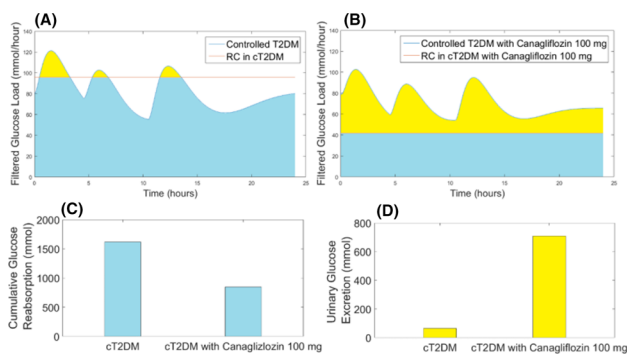 (A)
Filtered Glucose Load (mmol/hour)
140
120
100
80
60
40
20
0
Controlled T2DM
RC in cT2DM
0 5 10 15 20 25
Time (hours)
(B)
Filtered Glucose Load (mmol/hour)
140
120
100
80
60
40
20
0
Controlled T2DM with Canagliflozin 100 mg
RC in cT2DM with Canagliflozin 100 mg
0 5 10 15 20 25
Time (hours)
(C)
Cumulative Glucose
Reabsorption (mmol)
2000
1500
1000
500
0
cT2DM
cT2DM with Canaglizlozin 100 mg
(D)
Urinary Glucose
Excretion (mmol)
800
600
400
200
0
cT2DM
cT2DM with Canagliflozin 100 mg